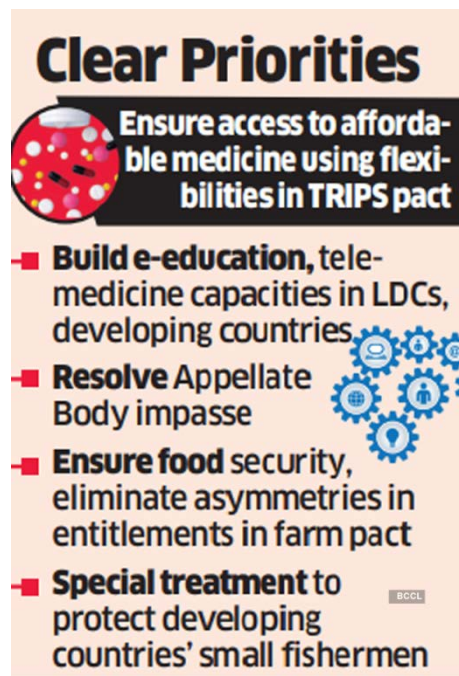 Clear Priorities
Ensure access to afforda-
ble medicine using flexi-
bilities in TRIPS pact
Build e-education, tele-
medicine capacities in LDCs,
developing countries
Resolve Appellate
Body impasse
Ensure food security,
eliminate asymmetries in
entitlements in farm pact
Special treatment to
BCCL
protect developing
countries' small fishermen